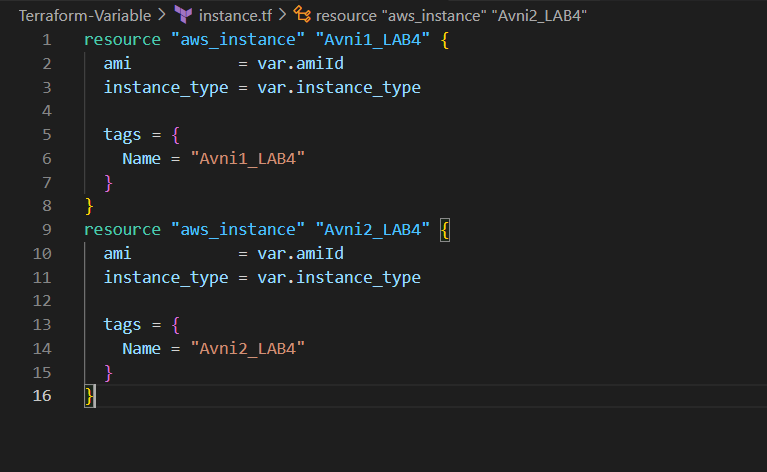 Terraform-Variable > instance.tf > resource "aws_instance" "Avni2_LAB4"
1 resource "aws_instance" "Avni1_LAB4" {
2   ami           = var.amiId
3   instance_type = var.instance_type
4
5   tags = {
6     Name = "Avni1_LAB4"
7   }
8 }
9 resource "aws_instance" "Avni2_LAB4" {
10   ami           = var.amiId
11   instance_type = var.instance_type
12
13   tags = {
14     Name = "Avni2_LAB4"
15   }
16 }